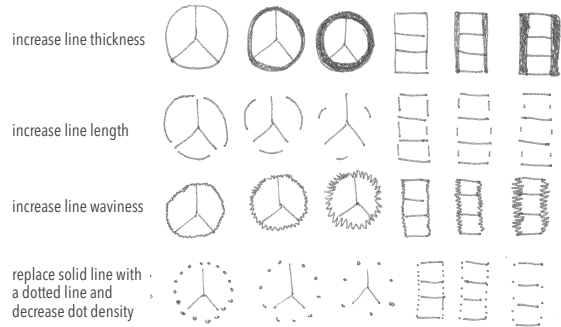 increase line thickness
increase line length
increase line waviness
replace solid line with
a dotted line and
decrease dot density